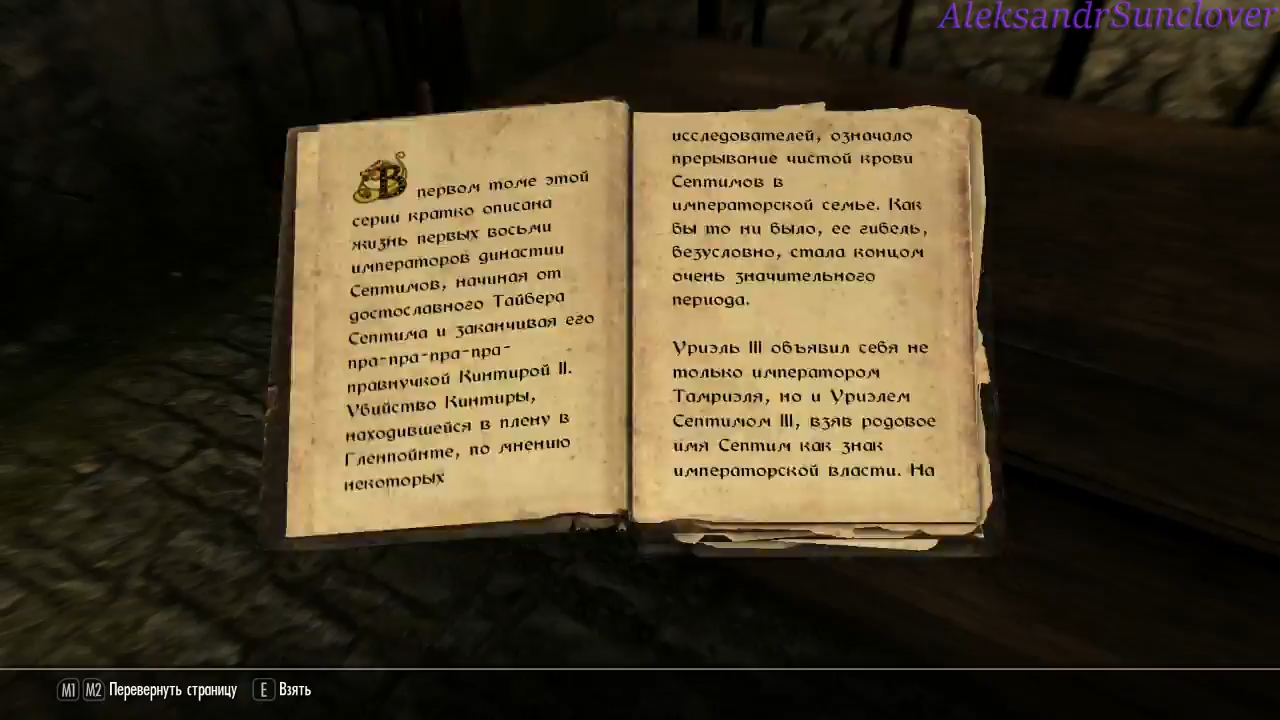 AleksandrSunclover
В первом томе этой
серии кратко описана
жизнь первых восьми
императоров династии
Септимов, начиная от
достославного Тайбера
Септима и заканчивая его
пра-пра-пра-пра-
правнучкой Кинтирой II.
Убийство Кинтиры,
находившейся в плену в
Гленпойнте, по мнению
некоторых
исследователей, означало
прерывание чистой крови
Септимов в
императорской семье. Как
бы то ни было, ее гибель,
безусловно, стала концом
очень значительного
периода.
Уриэль III объявил себя не
только императором
Тамриэля, но и Уриэлем
Септимом III, взяв родовое
имя Септим как знак
императорской власти. На
M1 M2 Перевернуть страницу E Взять